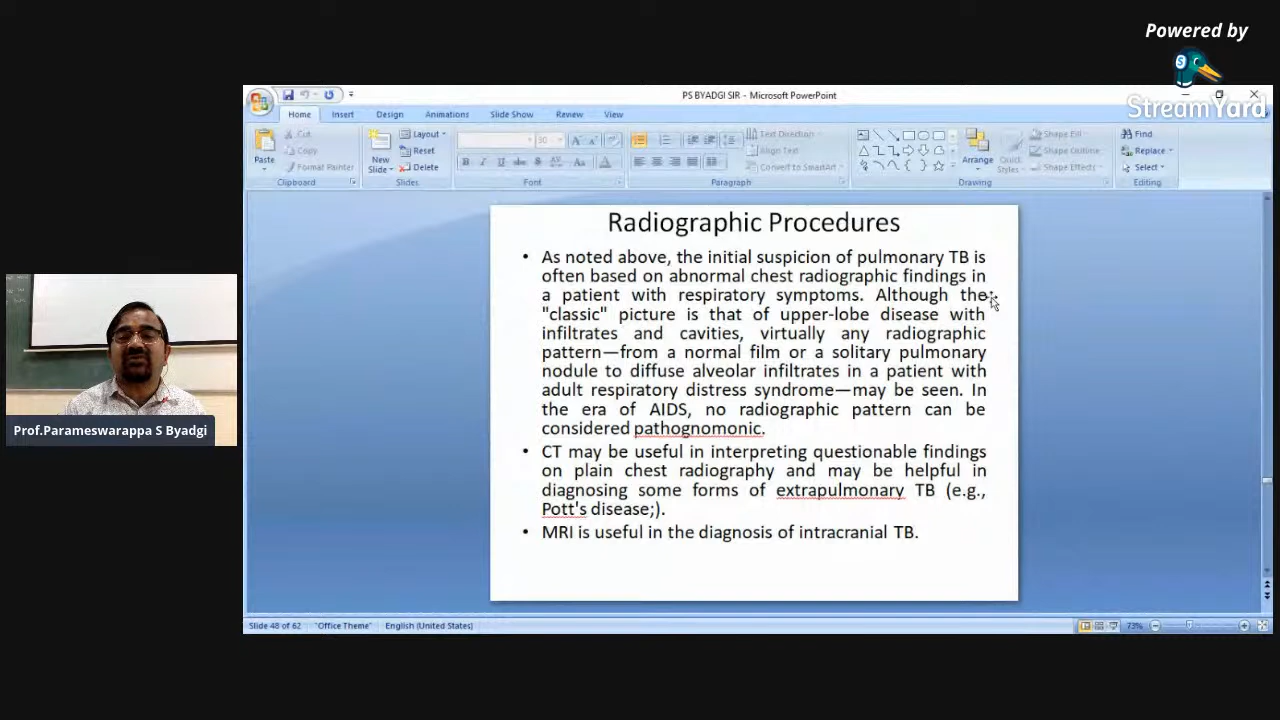 Powered by
StreamYard
PS BYADGI SIR - Microsoft PowerPoint
Home Insert Design Animations Slide Show Review View
Cut
Copy
Format Painter
Paste
Clipboard
New
Slide
Layout
Reset
Delete
Slides
30
Font
Text Direction
Align Text
Convert to SmartArt
Paragraph
Arrange
Quick
Styles
Shape Fill
Shape Outline
Shape Effects
Drawing
Find
Replace
Select
Editing
Radiographic Procedures
• As noted above, the initial suspicion of pulmonary TB is
often based on abnormal chest radiographic findings in
a patient with respiratory symptoms. Although the
"classic" picture is that of upper-lobe disease with
infiltrates and cavities, virtually any radiographic
pattern—from a normal film or a solitary pulmonary
nodule to diffuse alveolar infiltrates in a patient with
adult respiratory distress syndrome—may be seen. In
the era of AIDS, no radiographic pattern can be
considered pathognomonic.
• CT may be useful in interpreting questionable findings
on plain chest radiography and may be helpful in
diagnosing some forms of extrapulmonary TB (e.g.,
Pott's disease;).
• MRI is useful in the diagnosis of intracranial TB.
Prof.Parameswarappa S Byadgi
Slide 48 of 62 "Office Theme" English (United States) 73%